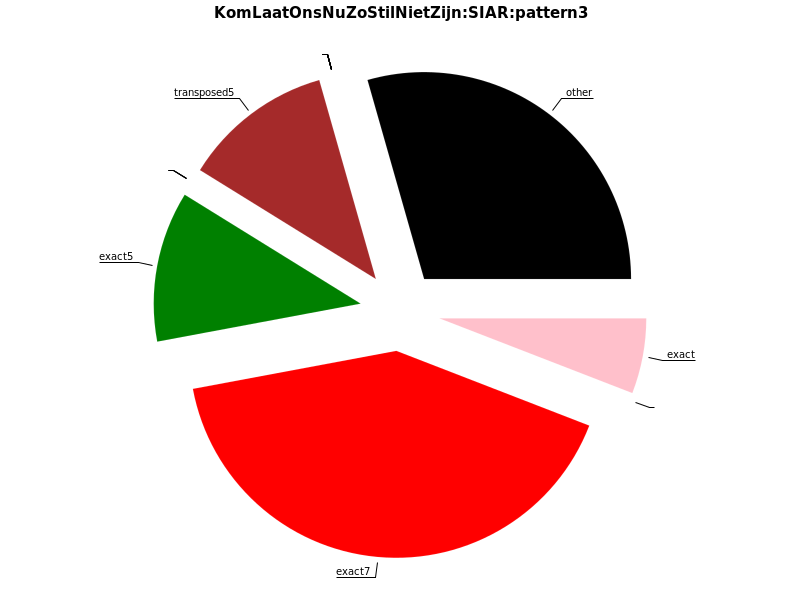 KomLaatOnsNuZoStilNietZijn:SIAR:pattern3
transposed5
other
exact5
exact
exact7